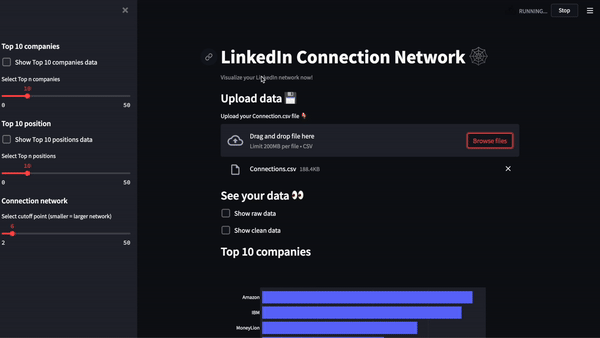 RUNNING...
Stop
Top 10 companies
Show Top 10 companies data
Select Top n companies
10
0
50
Top 10 position
Show Top 10 positions data
Select Top n positions
10
0
50
Connection network
Select cutoff point (smaller = larger network)
6
2
50
LinkedIn Connection Network
Visualize your LinkedIn network now!
Upload data
Upload your Connection.csv file
Drag and drop file here
Limit 200MB per file • CSV
Browse files
Connections.csv 188.4KB
See your data
Show raw data
Show clean data
Top 10 companies
Amazon
IBM
MoneyLion